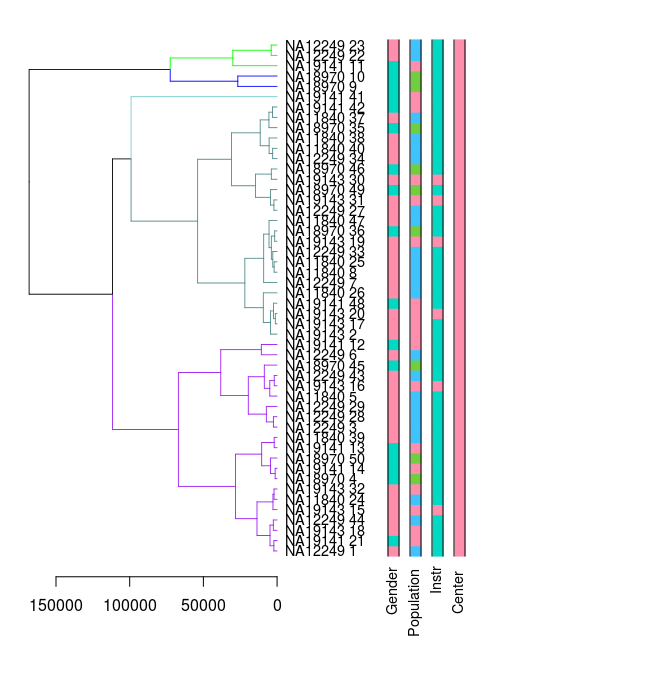 NA12249 23
NA12249 22
NA19141 11
NA18970 10
NA18970 9
NA19141 41
NA19141 42
NA11840 37
NA18970 35
NA11840 38
NA11840 40
NA12249 34
NA18970 46
NA19143 30
NA18970 49
NA19143 31
NA12249 27
NA11840 47
NA18970 36
NA19143 19
NA12249 33
NA11840 25
NA11840 8
NA12249 7
NA11840 26
NA19141 48
NA19143 20
NA19143 17
NA19143 2
NA19141 12
NA12249 6
NA18970 45
NA12249 43
NA19143 16
NA11840 5
NA12249 29
NA12249 28
NA12249 3
NA11840 39
NA19141 13
NA18970 50
NA19141 14
NA18970 4
NA19143 32
NA11840 24
NA19143 15
NA12249 44
NA19143 18
NA19141 21
NA12249 1
150000 100000 50000 0
Gender
Population
Instr
Center